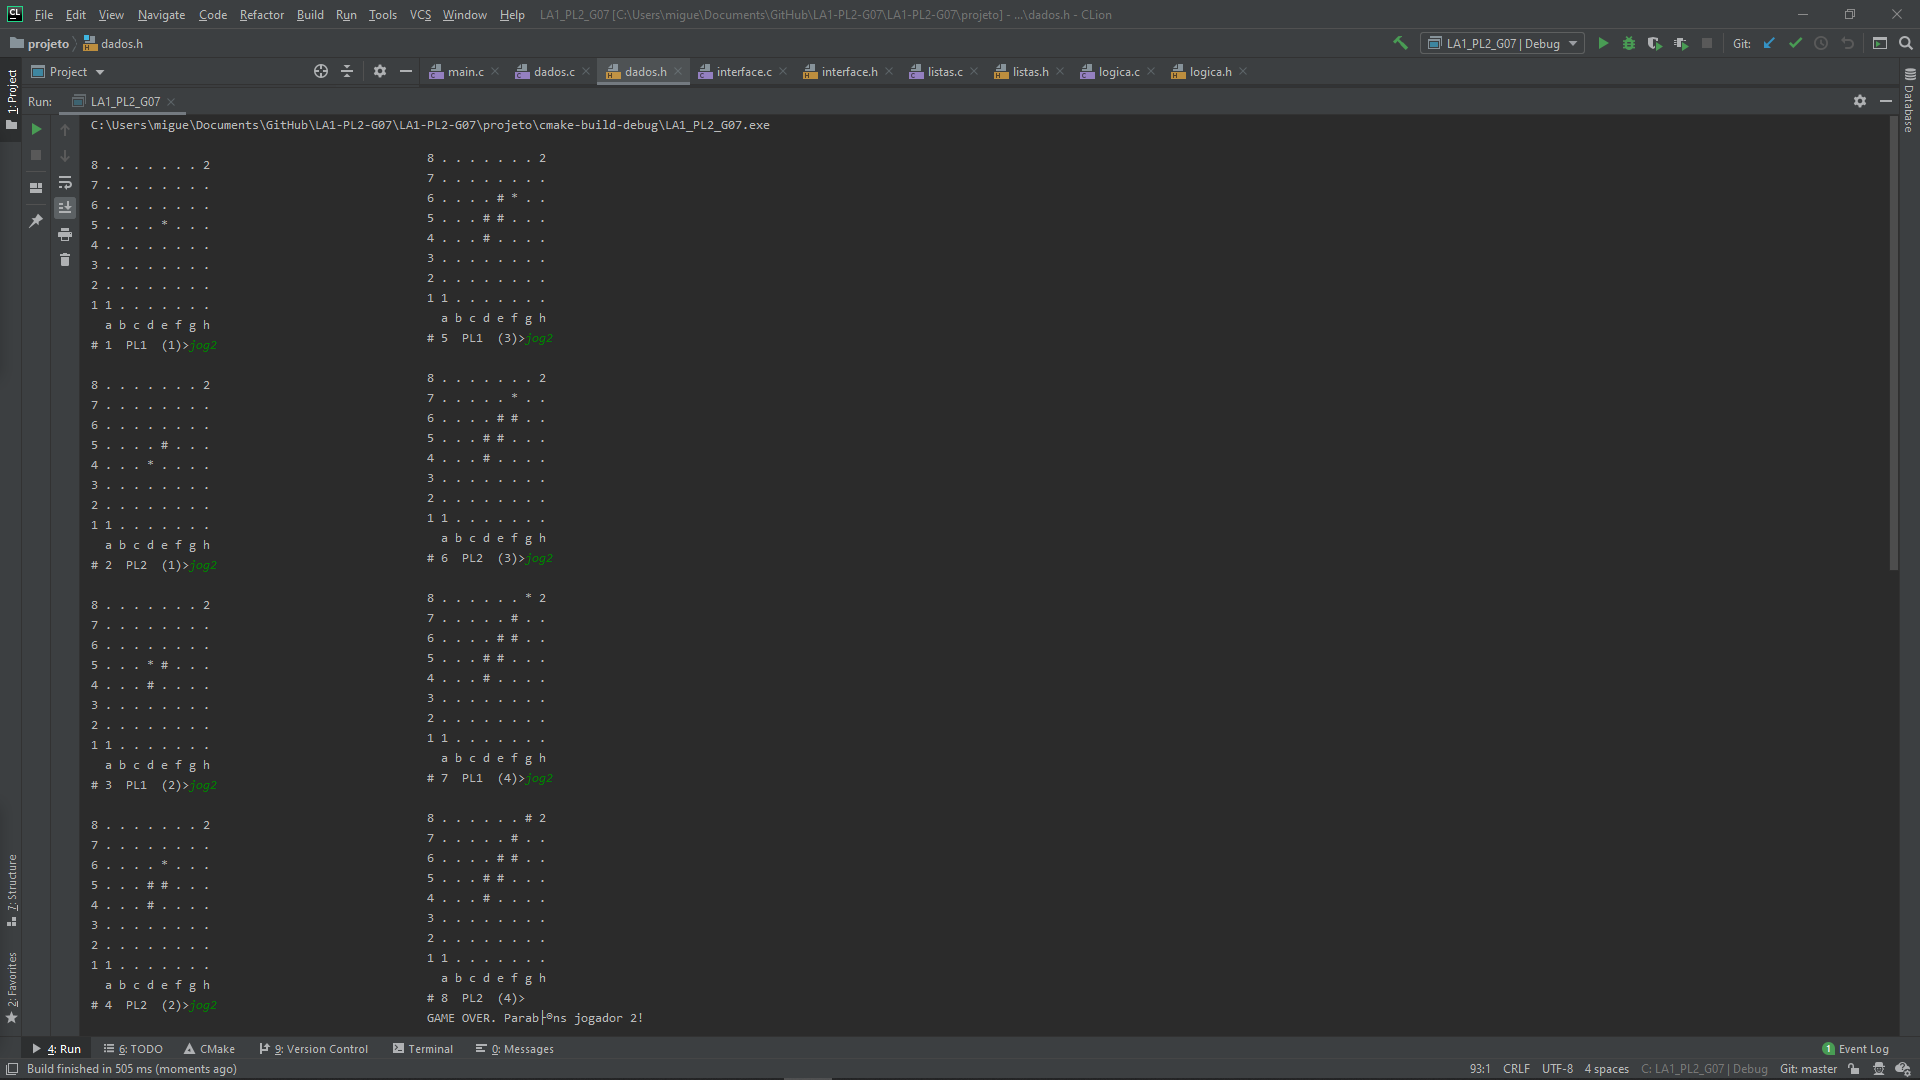 CL File Edit View Navigate Code Refactor Build Run Tools VCS Window Help LA1_PL2_G07 [C:\Users\migue\Documents\GitHub\LA1-PL2-G07\LA1-PL2-G07\projeto] - ...\dados.h - CLion
projeto dados.h LA1_PL2_G07 | Debug Git:
Project main.c dados.c dados.h interface.c interface.h listas.c listas.h logica.c logica.h
1: Project
Database
Run: LA1_PL2_G07
C:\Users\migue\Documents\GitHub\LA1-PL2-G07\LA1-PL2-G07\projeto\cmake-build-debug\LA1_PL2_G07.exe
8 . . . . . . . 2
7 . . . . . . . .
6 . . . . . . . .
5 . . . . * . . .
4 . . . . . . . .
3 . . . . . . . .
2 . . . . . . . .
1 1 . . . . . . .
a b c d e f g h
# 1 PL1 (1)>jog2
8 . . . . . . . 2
7 . . . . . . . .
6 . . . . . . . .
5 . . . . # . . .
4 . . . * . . . .
3 . . . . . . . .
2 . . . . . . . .
1 1 . . . . . . .
a b c d e f g h
# 2 PL2 (1)>jog2
8 . . . . . . . 2
7 . . . . . . . .
6 . . . . . . . .
5 . . . * # . . .
4 . . . # . . . .
3 . . . . . . . .
2 . . . . . . . .
1 1 . . . . . . .
a b c d e f g h
# 3 PL1 (2)>jog2
8 . . . . . . . 2
7 . . . . . . . .
6 . . . . * . . .
5 . . . # # . . .
4 . . . # . . . .
3 . . . . . . . .
2 . . . . . . . .
1 1 . . . . . . .
a b c d e f g h
# 4 PL2 (2)>jog2
8 . . . . . . . 2
7 . . . . . . . .
6 . . . . # * . .
5 . . . # # . . .
4 . . . # . . . .
3 . . . . . . . .
2 . . . . . . . .
1 1 . . . . . . .
a b c d e f g h
# 5 PL1 (3)>jog2
8 . . . . . . . 2
7 . . . . . * . .
6 . . . . # # . .
5 . . . # # . . .
4 . . . # . . . .
3 . . . . . . . .
2 . . . . . . . .
1 1 . . . . . . .
a b c d e f g h
# 6 PL2 (3)>jog2
8 . . . . . . * 2
7 . . . . . # . .
6 . . . . # # . .
5 . . . # # . . .
4 . . . # . . . .
3 . . . . . . . .
2 . . . . . . . .
1 1 . . . . . . .
a b c d e f g h
# 7 PL1 (4)>jog2
8 . . . . . . # 2
7 . . . . . # . .
6 . . . . # # . .
5 . . . # # . . .
4 . . . # . . . .
3 . . . . . . . .
2 . . . . . . . .
1 1 . . . . . . .
a b c d e f g h
# 8 PL2 (4)>
GAME OVER. Parab├®ns jogador 2!
7: Structure
2: Favorites
4: Run 6: TODO CMake 9: Version Control Terminal 0: Messages 1 Event Log
Build finished in 505 ms (moments ago) 93:1 CRLF UTF-8 4 spaces C: LA1_PL2_G07 | Debug Git: master